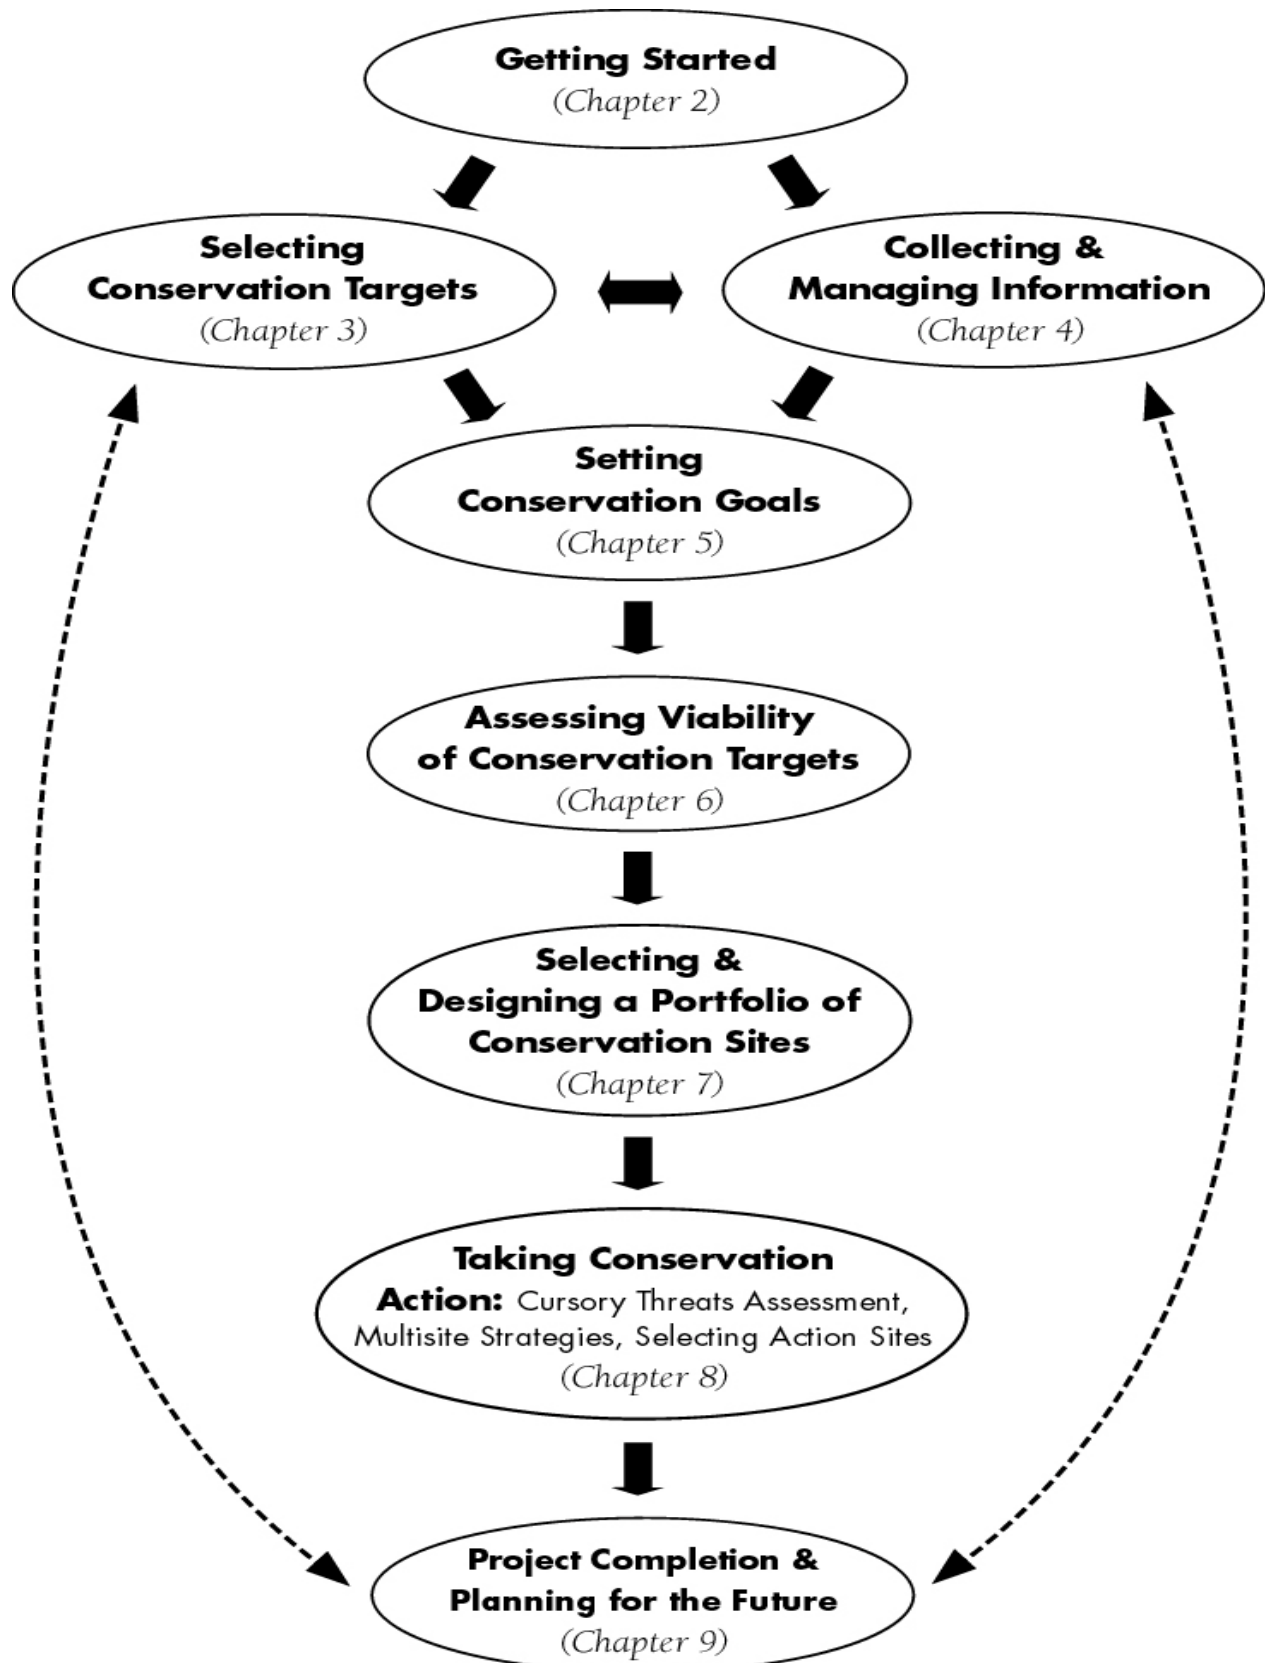 Getting Started
(Chapter 2)
Selecting
Conservation Targets
(Chapter 3)
Collecting &
Managing Information
(Chapter 4)
Setting
Conservation Goals
(Chapter 5)
Assessing Viability
of Conservation Targets
(Chapter 6)
Selecting &
Designing a Portfolio of
Conservation Sites
(Chapter 7)
Taking Conservation
Action: Cursory Threats Assessment,
Multisite Strategies, Selecting Action Sites
(Chapter 8)
Project Completion &
Planning for the Future
(Chapter 9)